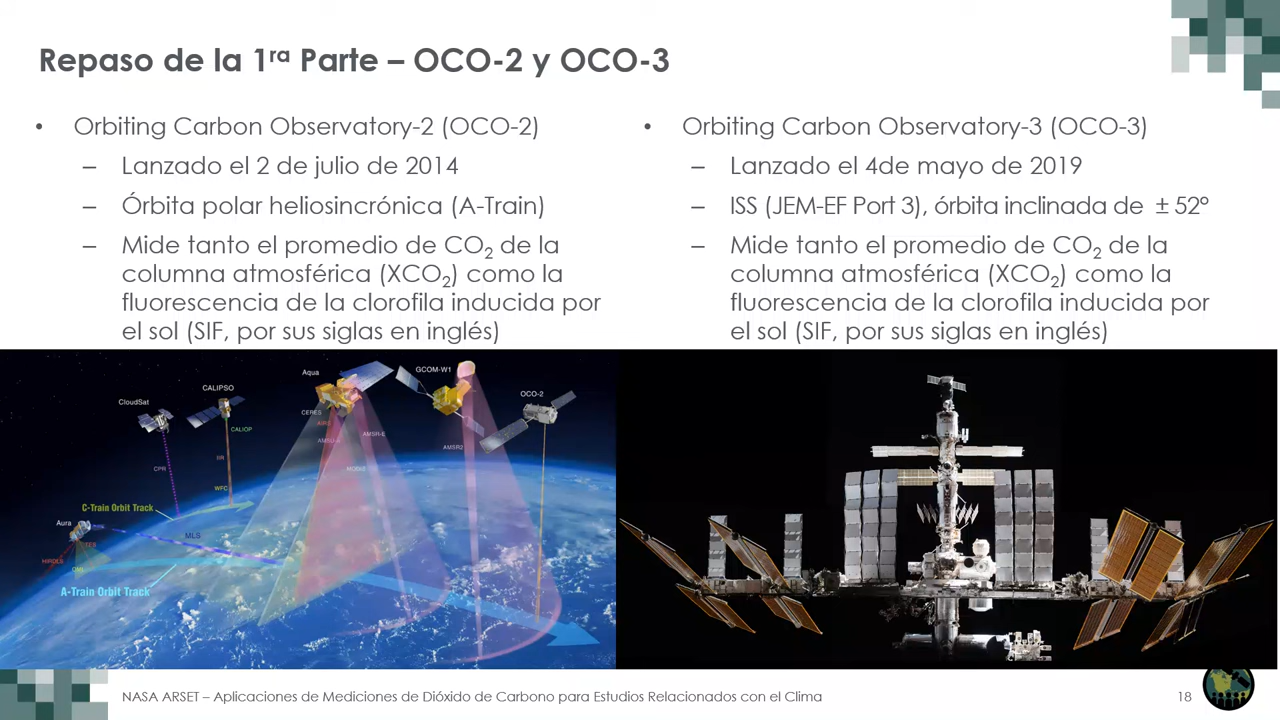 Repaso de la 1ra Parte – OCO-2 y OCO-3
• Orbiting Carbon Observatory-2 (OCO-2)
– Lanzado el 2 de julio de 2014
– Órbita polar heliosincrónica (A-Train)
– Mide tanto el promedio de CO2 de la
columna atmosférica (XCO2) como la
fluorescencia de la clorofila inducida por
el sol (SIF, por sus siglas en inglés)
• Orbiting Carbon Observatory-3 (OCO-3)
– Lanzado el 4de mayo de 2019
– ISS (JEM-EF Port 3), órbita inclinada de ± 52°
– Mide tanto el promedio de CO2 de la
columna atmosférica (XCO2) como la
fluorescencia de la clorofila inducida por
el sol (SIF, por sus siglas en inglés)
CloudSat
CPR
CALIPSO
CALIOP
IIR
WFC
Aqua
CERES
AIRS
AMSU-A
AMSR-E
MODIS
GCOM-W1
AMSR2
OCO-2
C-Train Orbit Track
Aura
TES
MLS
HIRDLS
OMI
A-Train Orbit Track
NASA ARSET – Aplicaciones de Mediciones de Dióxido de Carbono para Estudios Relacionados con el Clima
18